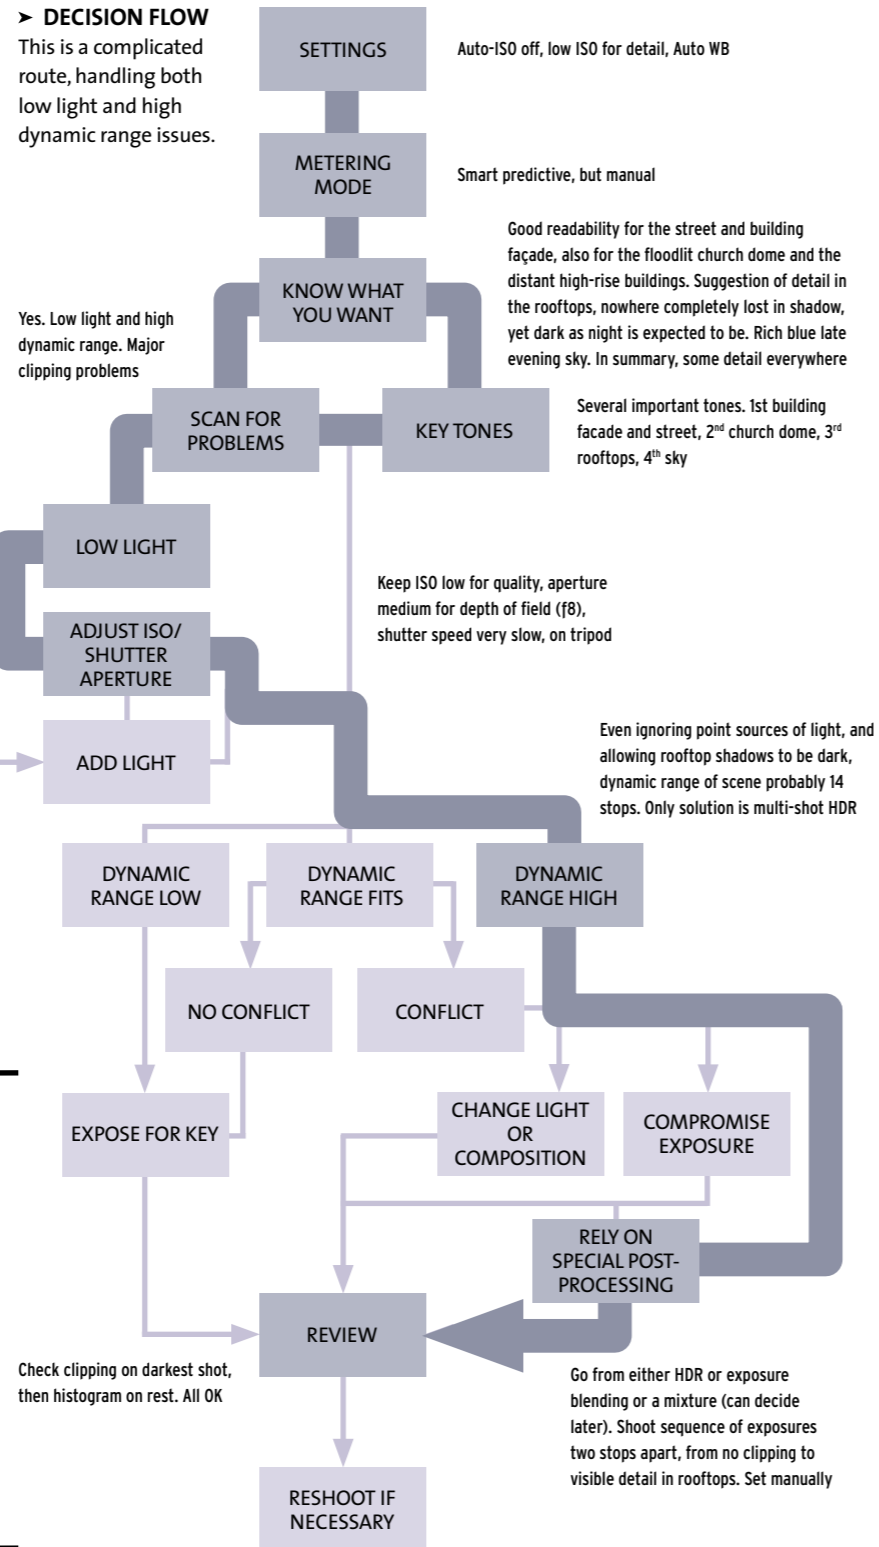 ➤ DECISION FLOW
This is a complicated
route, handling both
low light and high
dynamic range issues.
SETTINGS
Auto-ISO off, low ISO for detail, Auto WB
METERING
MODE
Smart predictive, but manual
KNOW WHAT
YOU WANT
Good readability for the street and building
façade, also for the floodlit church dome and the
distant high-rise buildings. Suggestion of detail in
the rooftops, nowhere completely lost in shadow,
yet dark as night is expected to be. Rich blue late
evening sky. In summary, some detail everywhere
Yes. Low light and high
dynamic range. Major
clipping problems
SCAN FOR
PROBLEMS
KEY TONES
Several important tones. 1st building
facade and street, 2nd church dome, 3rd
rooftops, 4th sky
LOW LIGHT
Keep ISO low for quality, aperture
medium for depth of field (ƒ8),
shutter speed very slow, on tripod
ADJUST ISO/
SHUTTER
APERTURE
ADD LIGHT
Even ignoring point sources of light, and
allowing rooftop shadows to be dark,
dynamic range of scene probably 14
stops. Only solution is multi-shot HDR
DYNAMIC
RANGE LOW
DYNAMIC
RANGE FITS
DYNAMIC
RANGE HIGH
NO CONFLICT
CONFLICT
EXPOSE FOR KEY
CHANGE LIGHT
OR
COMPOSITION
COMPROMISE
EXPOSURE
RELY ON
SPECIAL POST-
PROCESSING
REVIEW
Check clipping on darkest shot,
then histogram on rest. All OK
Go from either HDR or exposure
blending or a mixture (can decide
later). Shoot sequence of exposures
two stops apart, from no clipping to
visible detail in rooftops. Set manually
RESHOOT IF
NECESSARY